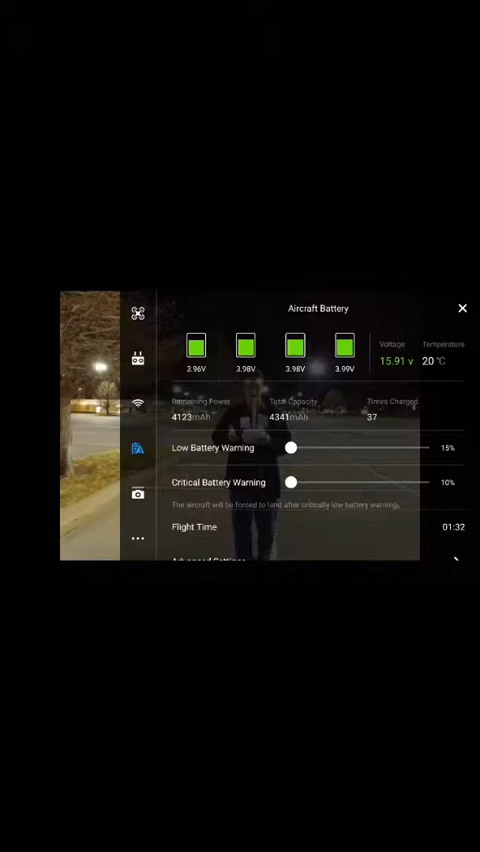 Aircraft Battery
3.96V 3.98V 3.98V 3.99V
Voltage
15.91 v
Temperature
20 °C
Remaining Power
4123mAh
Total Capacity
4341mAh
Times Charged
37
Low Battery Warning 15%
Critical Battery Warning 10%
The aircraft will be forced to land after critically low battery warning.
Flight Time 01:32
Advanced Settings